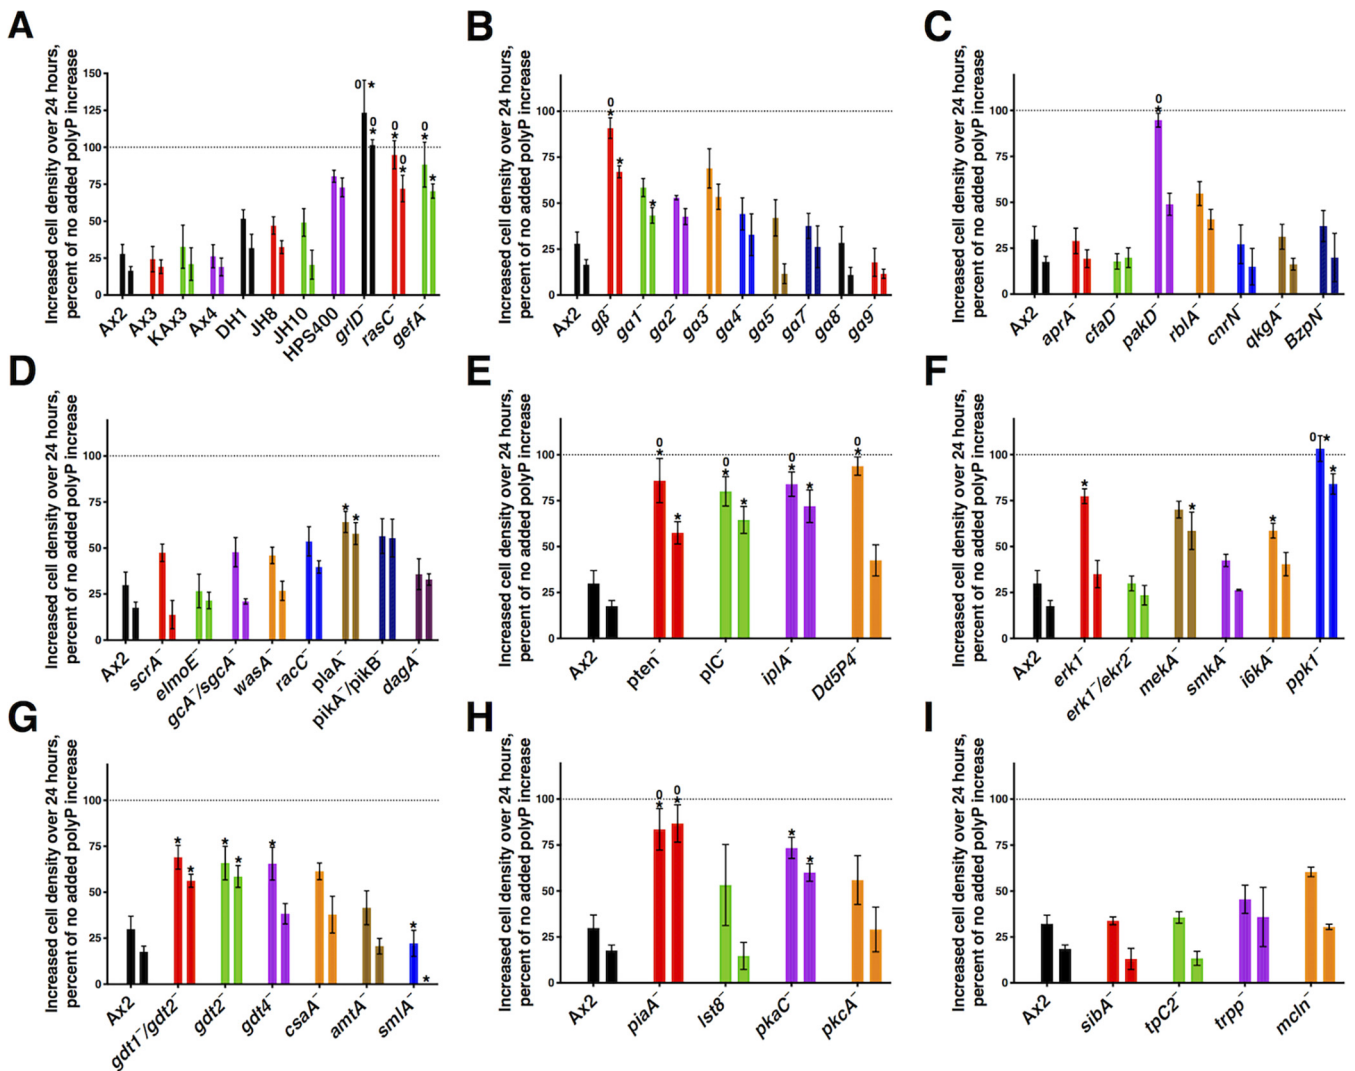 A
Increased cell density over 24 hours,
percent of no added polyP increase
150
125
100
75
50
25
0
0 *
0
*
0
*
0
*
0
*
*
Ax2 Ax3 KAx3 Ax4 DH1 JH8 JH10 HPS400 grlD⁻ rasC⁻ gefA⁻
B
Increased cell density over 24 hours,
percent of no added polyP increase
100
75
50
25
0
0
*
*
*
Ax2 gβ⁻ ga1⁻ ga2⁻ ga3⁻ ga4⁻ ga5⁻ ga7⁻ ga8⁻ ga9⁻
C
Increased cell density over 24 hours,
percent of no added polyP increase
100
75
50
25
0
0
*
Ax2 aprA⁻ cfaD⁻ pakD⁻ rblA⁻ cnrN⁻ qkgA⁻ BzpN⁻
D
Increased cell density over 24 hours,
percent of no added polyP increase
100
75
50
25
0
* *
Ax2 scrA⁻ elmoE⁻ gcA⁻/sgcA⁻ wasA⁻ racC⁻ plaA⁻ pikA⁻/pikB⁻ dagA⁻
E
Increased cell density over 24 hours,
percent of no added polyP increase
100
75
50
25
0
0
*
*
0
*
*
0
*
*
0
*
Ax2 pten⁻ plC⁻ iplA⁻ Dd5P4⁻
F
Increased cell density over 24 hours,
percent of no added polyP increase
100
75
50
25
0
*
*
*
0 *
*
Ax2 erk1⁻ erk1⁻/ekr2⁻ mekA⁻ smkA⁻ i6kA⁻ ppk1⁻
G
Increased cell density over 24 hours,
percent of no added polyP increase
100
75
50
25
0
*
*
*
*
*
*
*
Ax2 gdt1⁻/gdt2⁻ gdt2⁻ gdt4⁻ csaA⁻ amtA⁻ smlA⁻
H
Increased cell density over 24 hours,
percent of no added polyP increase
100
75
50
25
0
0
*
0
*
*
*
Ax2 piaA⁻ lst8⁻ pkaC⁻ pkcA⁻
I
Increased cell density over 24 hours,
percent of no added polyP increase
100
75
50
25
0
Ax2 sibA⁻ tpC2⁻ trpp⁻ mcln⁻